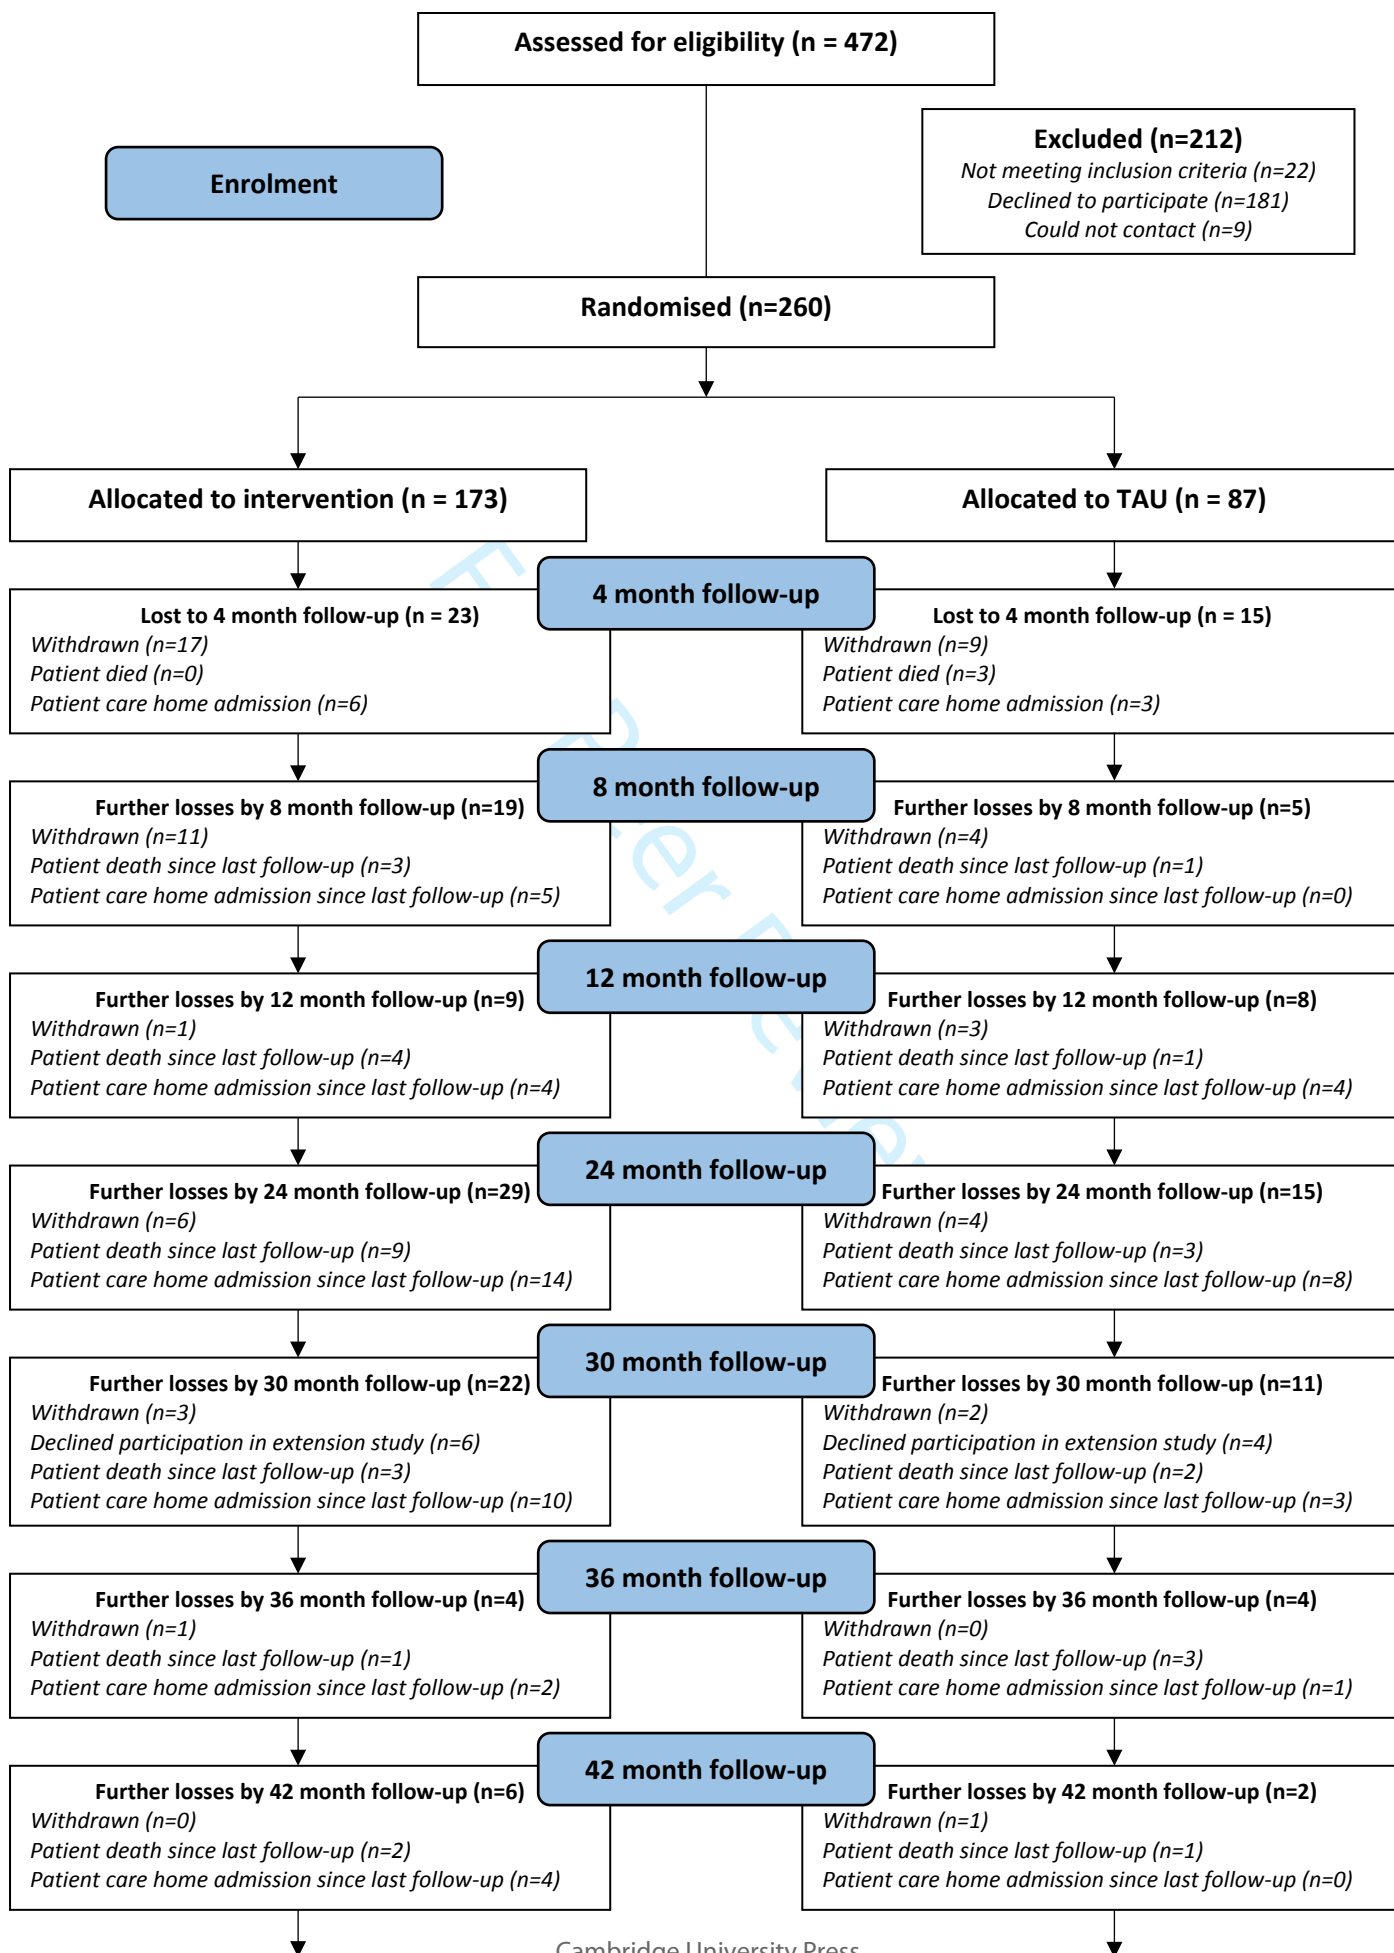 Assessed for eligibility (n = 472)
Excluded (n=212)
Not meeting inclusion criteria (n=22)
Declined to participate (n=181)
Could not contact (n=9)
Enrolment
Randomised (n=260)
Allocated to intervention (n = 173)
Allocated to TAU (n = 87)
4 month follow-up
Lost to 4 month follow-up (n = 23)
Withdrawn (n=17)
Patient died (n=0)
Patient care home admission (n=6)
Lost to 4 month follow-up (n = 15)
Withdrawn (n=9)
Patient died (n=3)
Patient care home admission (n=3)
8 month follow-up
Further losses by 8 month follow-up (n=19)
Withdrawn (n=11)
Patient death since last follow-up (n=3)
Patient care home admission since last follow-up (n=5)
Further losses by 8 month follow-up (n=5)
Withdrawn (n=4)
Patient death since last follow-up (n=1)
Patient care home admission since last follow-up (n=0)
12 month follow-up
Further losses by 12 month follow-up (n=9)
Withdrawn (n=1)
Patient death since last follow-up (n=4)
Patient care home admission since last follow-up (n=4)
Further losses by 12 month follow-up (n=8)
Withdrawn (n=3)
Patient death since last follow-up (n=1)
Patient care home admission since last follow-up (n=4)
24 month follow-up
Further losses by 24 month follow-up (n=29)
Withdrawn (n=6)
Patient death since last follow-up (n=9)
Patient care home admission since last follow-up (n=14)
Further losses by 24 month follow-up (n=15)
Withdrawn (n=4)
Patient death since last follow-up (n=3)
Patient care home admission since last follow-up (n=8)
30 month follow-up
Further losses by 30 month follow-up (n=22)
Withdrawn (n=3)
Declined participation in extension study (n=6)
Patient death since last follow-up (n=3)
Patient care home admission since last follow-up (n=10)
Further losses by 30 month follow-up (n=11)
Withdrawn (n=2)
Declined participation in extension study (n=4)
Patient death since last follow-up (n=2)
Patient care home admission since last follow-up (n=3)
36 month follow-up
Further losses by 36 month follow-up (n=4)
Withdrawn (n=1)
Patient death since last follow-up (n=1)
Patient care home admission since last follow-up (n=2)
Further losses by 36 month follow-up (n=4)
Withdrawn (n=0)
Patient death since last follow-up (n=3)
Patient care home admission since last follow-up (n=1)
42 month follow-up
Further losses by 42 month follow-up (n=6)
Withdrawn (n=0)
Patient death since last follow-up (n=2)
Patient care home admission since last follow-up (n=4)
Further losses by 42 month follow-up (n=2)
Withdrawn (n=1)
Patient death since last follow-up (n=1)
Patient care home admission since last follow-up (n=0)
Cambridge University Press